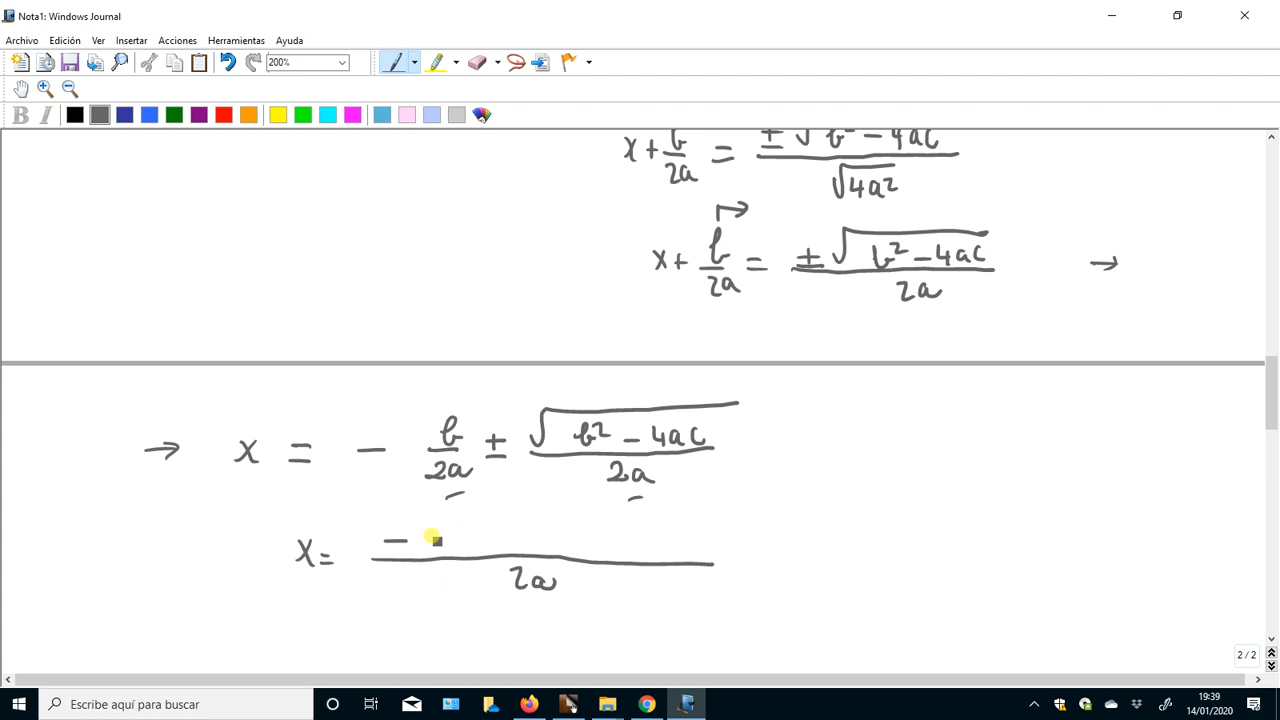 Nota1: Windows Journal
Archivo Edición Ver Insertar Acciones Herramientas Ayuda
200%
B I
x + b/2a = ± √b² - 4ac / √4a²
x + b/2a = ± √b² - 4ac / 2a →
→ x = - b/2a ± √b² - 4ac / 2a
x = - / 2a
2 / 2
Escribe aquí para buscar
19:39
14/01/2020